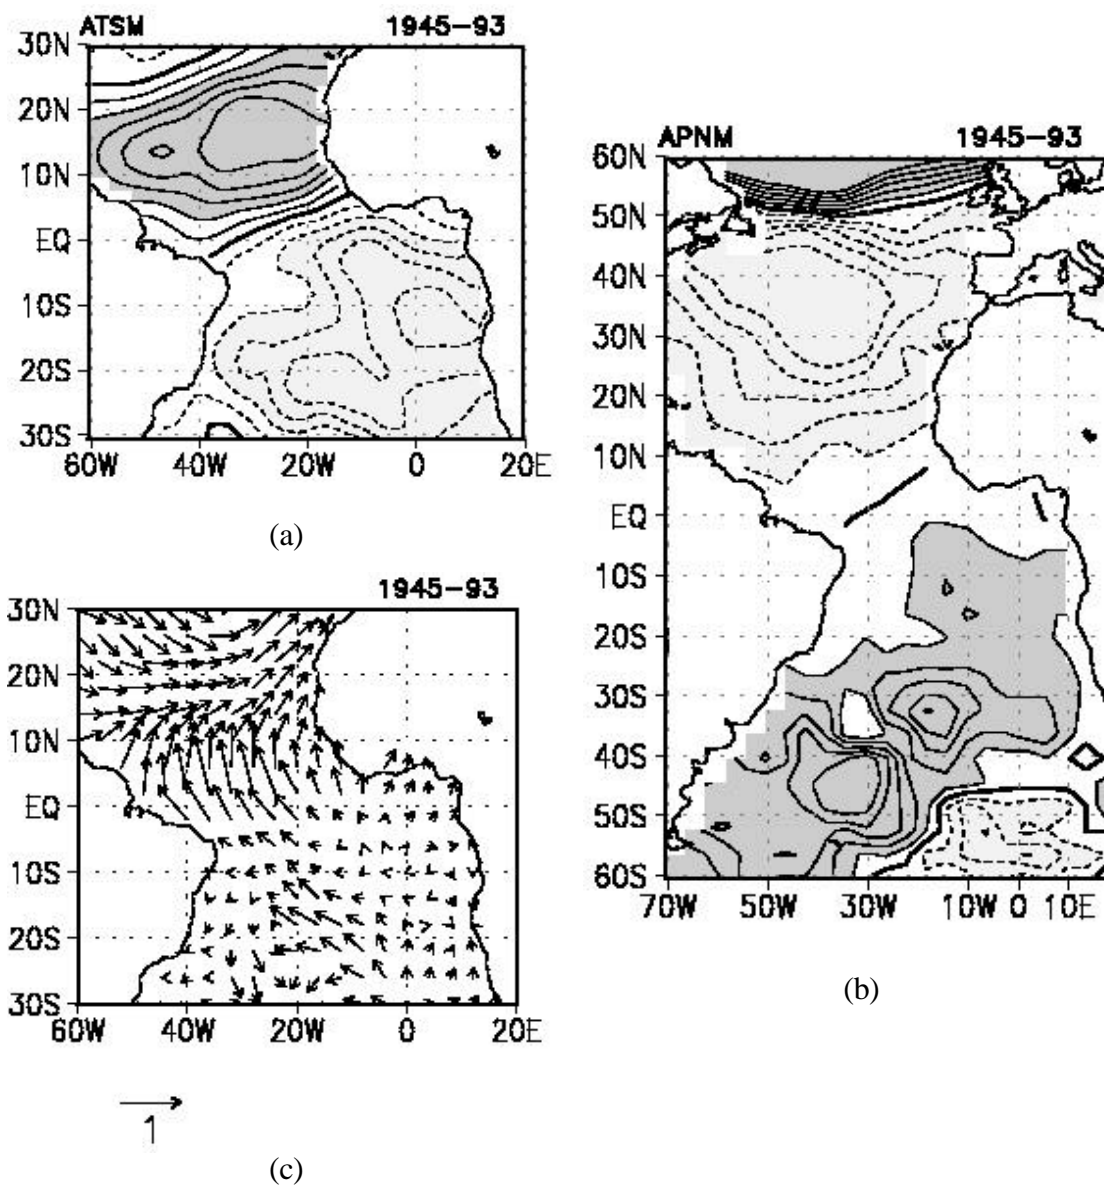 ATSM 1945-93
30N
20N
10N
EQ
10S
20S
30S
60W 40W 20W 0 20E
(a)
APNM 1945-93
60N
50N
40N
30N
20N
10N
EQ
10S
20S
30S
40S
50S
60S
70W 50W 30W 10W 0 10E
(b)
1945-93
30N
20N
10N
EQ
10S
20S
30S
60W 40W 20W 0 20E
1
(c)